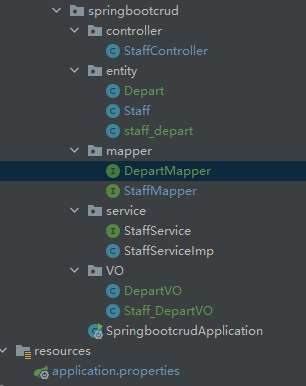 springbootcrud
controller
StaffController
entity
Depart
Staff
staff_depart
mapper
DepartMapper
StaffMapper
service
StaffService
StaffServiceImp
VO
DepartVO
Staff_DepartVO
SpringbootcrudApplication
resources
application.properties